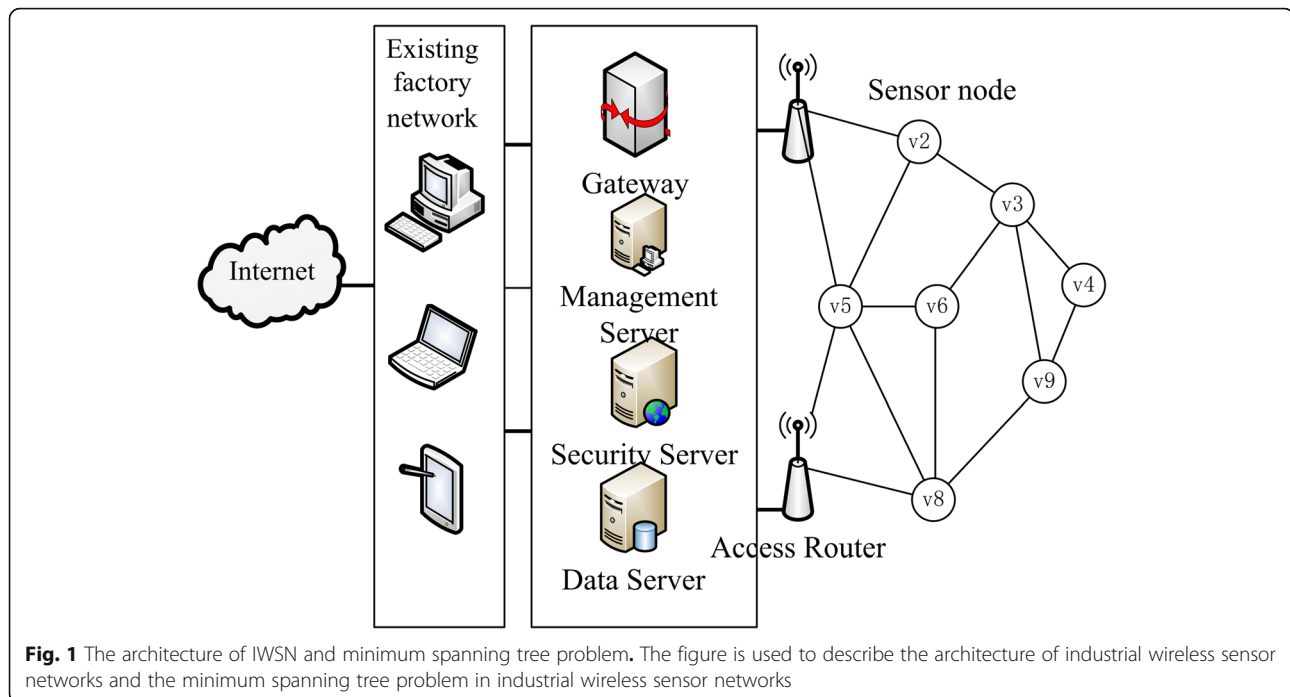 Existing
factory
network
Internet
Gateway
Management
Server
Security Server
Data Server
Sensor node
v2
v3
v4
v5
v6
v9
v8
Access Router
Fig. 1 The architecture of IWSN and minimum spanning tree problem. The figure is used to describe the architecture of industrial wireless sensor
networks and the minimum spanning tree problem in industrial wireless sensor networks